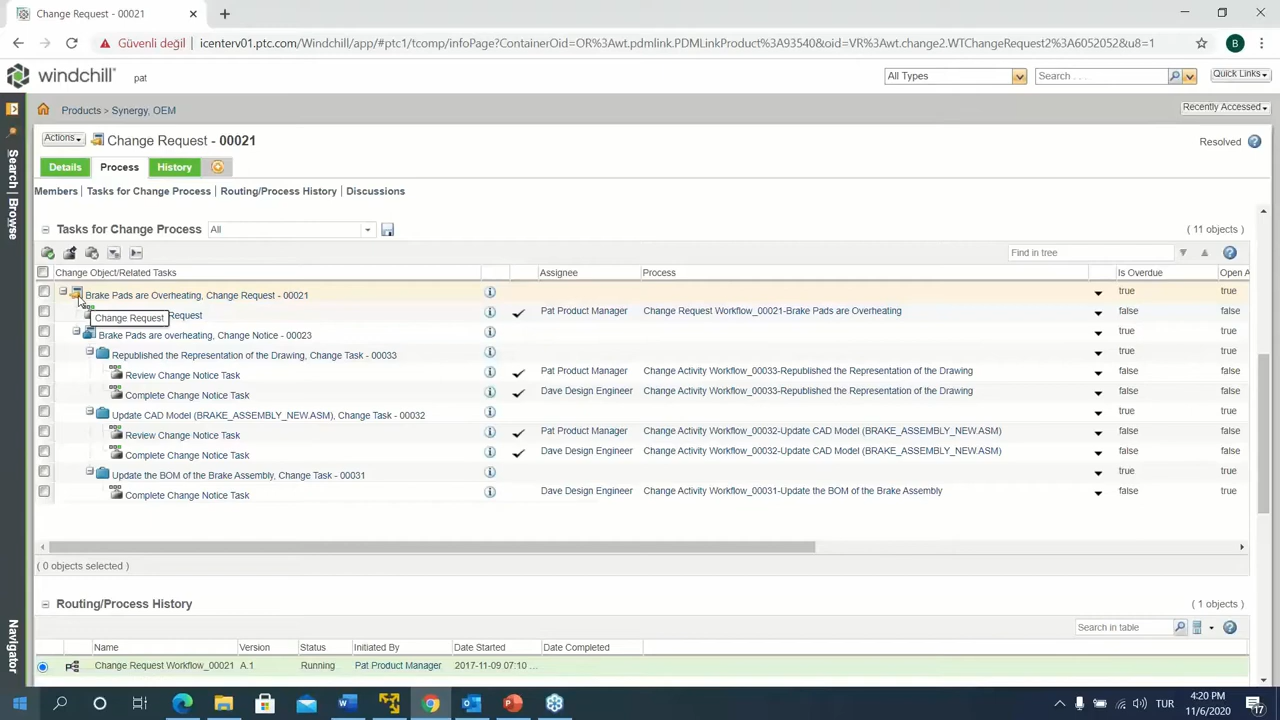 Change Request - 00021
Güvenli değil
icenterv01.ptc.com/Windchill/app/#ptc1/tcomp/infoPage?ContainerOid=OR%3Awt.pdmlink.PDMLinkProduct%3A93540&oid=VR%3Awt.change2.WTChangeRequest2%3A6052052&u8=1
B
windchill
pat
All Types
Search . . .
Quick Links
Products > Synergy, OEM
Recently Accessed
Actions
Change Request - 00021
Resolved
Details
Process
History
Search
Browse
Navigator
Members
Tasks for Change Process
Routing/Process History
Discussions
Tasks for Change Process
All
( 11 objects )
Find in tree
Change Object/Related Tasks
Assignee
Process
Is Overdue
Open A
Brake Pads are Overheating, Change Request - 00021
true
true
Request
Pat Product Manager
Change Request Workflow_00021-Brake Pads are Overheating
false
false
Change Request
Brake Pads are overheating, Change Notice - 00023
true
true
Republished the Representation of the Drawing, Change Task - 00033
true
true
Review Change Notice Task
Pat Product Manager
Change Activity Workflow_00033-Republished the Representation of the Drawing
false
false
Complete Change Notice Task
Dave Design Engineer
Change Activity Workflow_00033-Republished the Representation of the Drawing
false
false
Update CAD Model (BRAKE_ASSEMBLY_NEW.ASM), Change Task - 00032
true
true
Review Change Notice Task
Pat Product Manager
Change Activity Workflow_00032-Update CAD Model (BRAKE_ASSEMBLY_NEW.ASM)
false
false
Complete Change Notice Task
Dave Design Engineer
Change Activity Workflow_00032-Update CAD Model (BRAKE_ASSEMBLY_NEW.ASM)
false
false
Update the BOM of the Brake Assembly, Change Task - 00031
true
true
Complete Change Notice Task
Dave Design Engineer
Change Activity Workflow_00031-Update the BOM of the Brake Assembly
false
true
( 0 objects selected )
Routing/Process History
( 1 objects )
Search in table
Name
Version
Status
Initiated By
Date Started
Date Completed
Change Request Workflow_00021
A.1
Running
Pat Product Manager
2017-11-09 07:10 ...
TUR
4:20 PM
11/6/2020
17